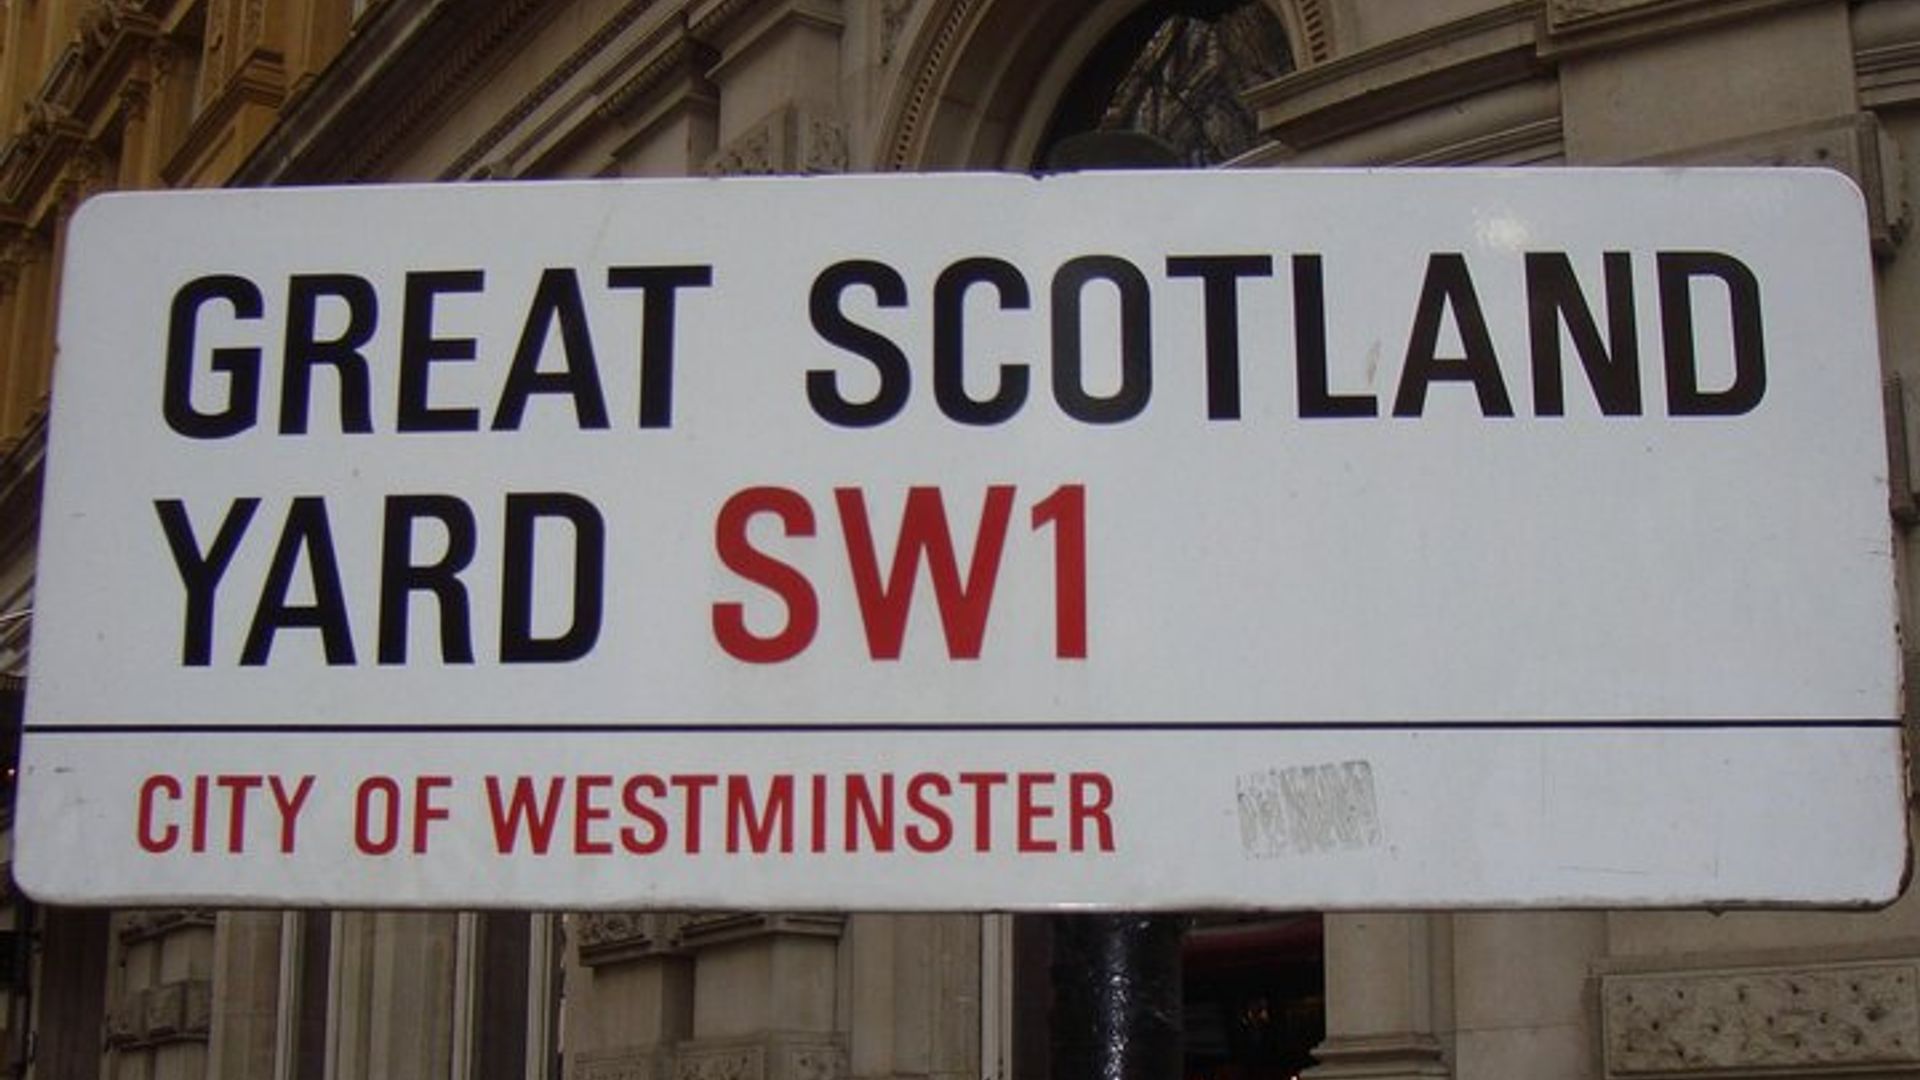 GREAT SCOTLAND
YARD SW1
CITY OF WESTMINSTER